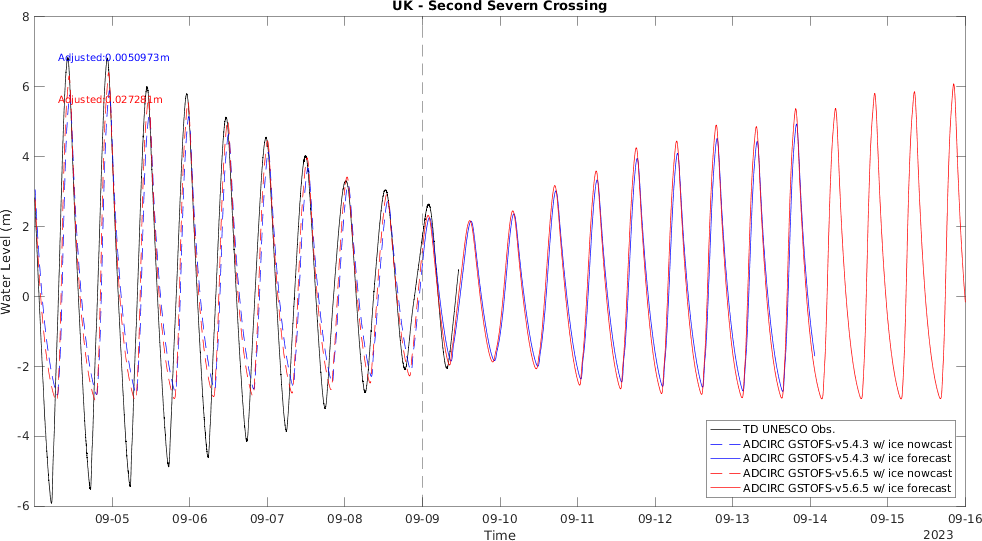 UK - Second Severn Crossing
8
6
4
2
0
-2
-4
-6
Water Level (m)
Adjusted:0.0050973m
Adjusted:0.027281m
TD UNESCO Obs.
ADCIRC GSTOFS-v5.4.3 w/ ice nowcast
ADCIRC GSTOFS-v5.4.3 w/ ice forecast
ADCIRC GSTOFS-v5.6.5 w/ ice nowcast
ADCIRC GSTOFS-v5.6.5 w/ ice forecast
09-05 09-06 09-07 09-08 09-09 09-10 09-11 09-12 09-13 09-14 09-15 09-16
Time
2023